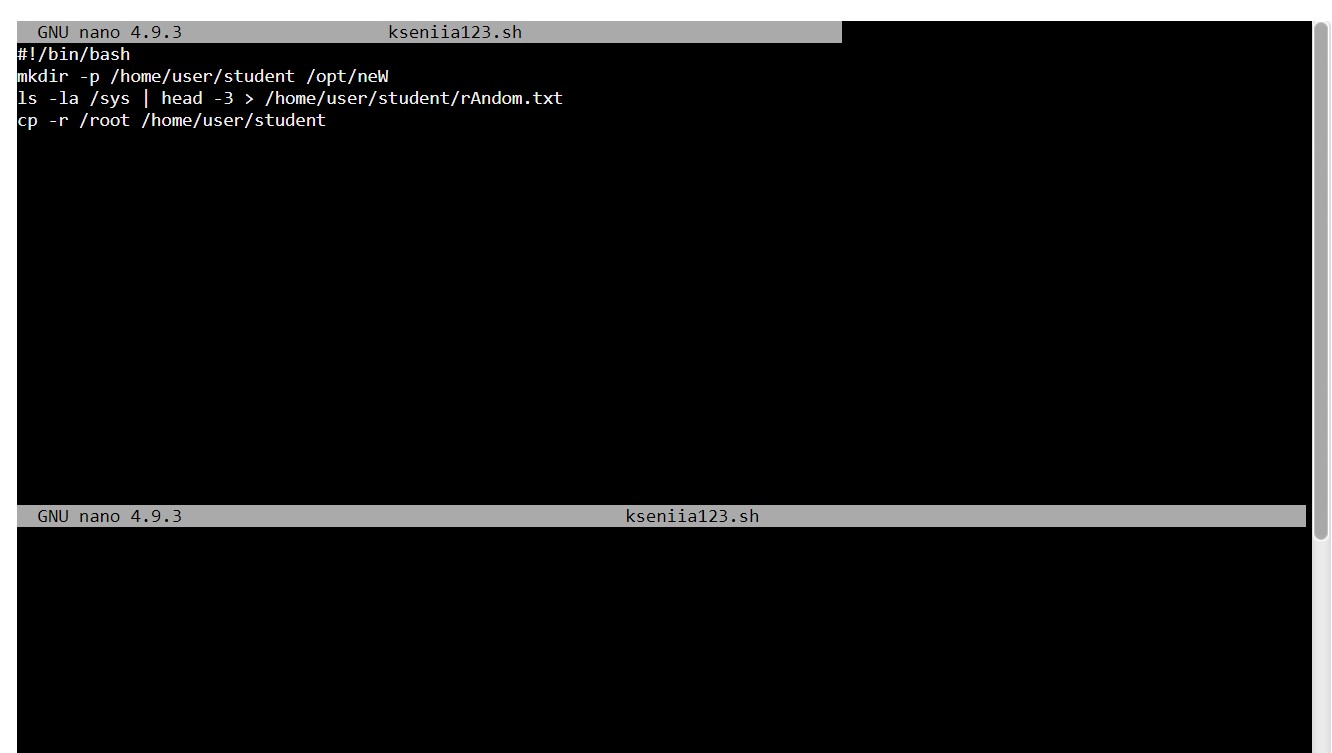 GNU nano 4.9.3 kseniia123.sh
#!/bin/bash
mkdir -p /home/user/student /opt/neW
ls -la /sys | head -3 > /home/user/student/rAndom.txt
cp -r /root /home/user/student
GNU nano 4.9.3 kseniia123.sh